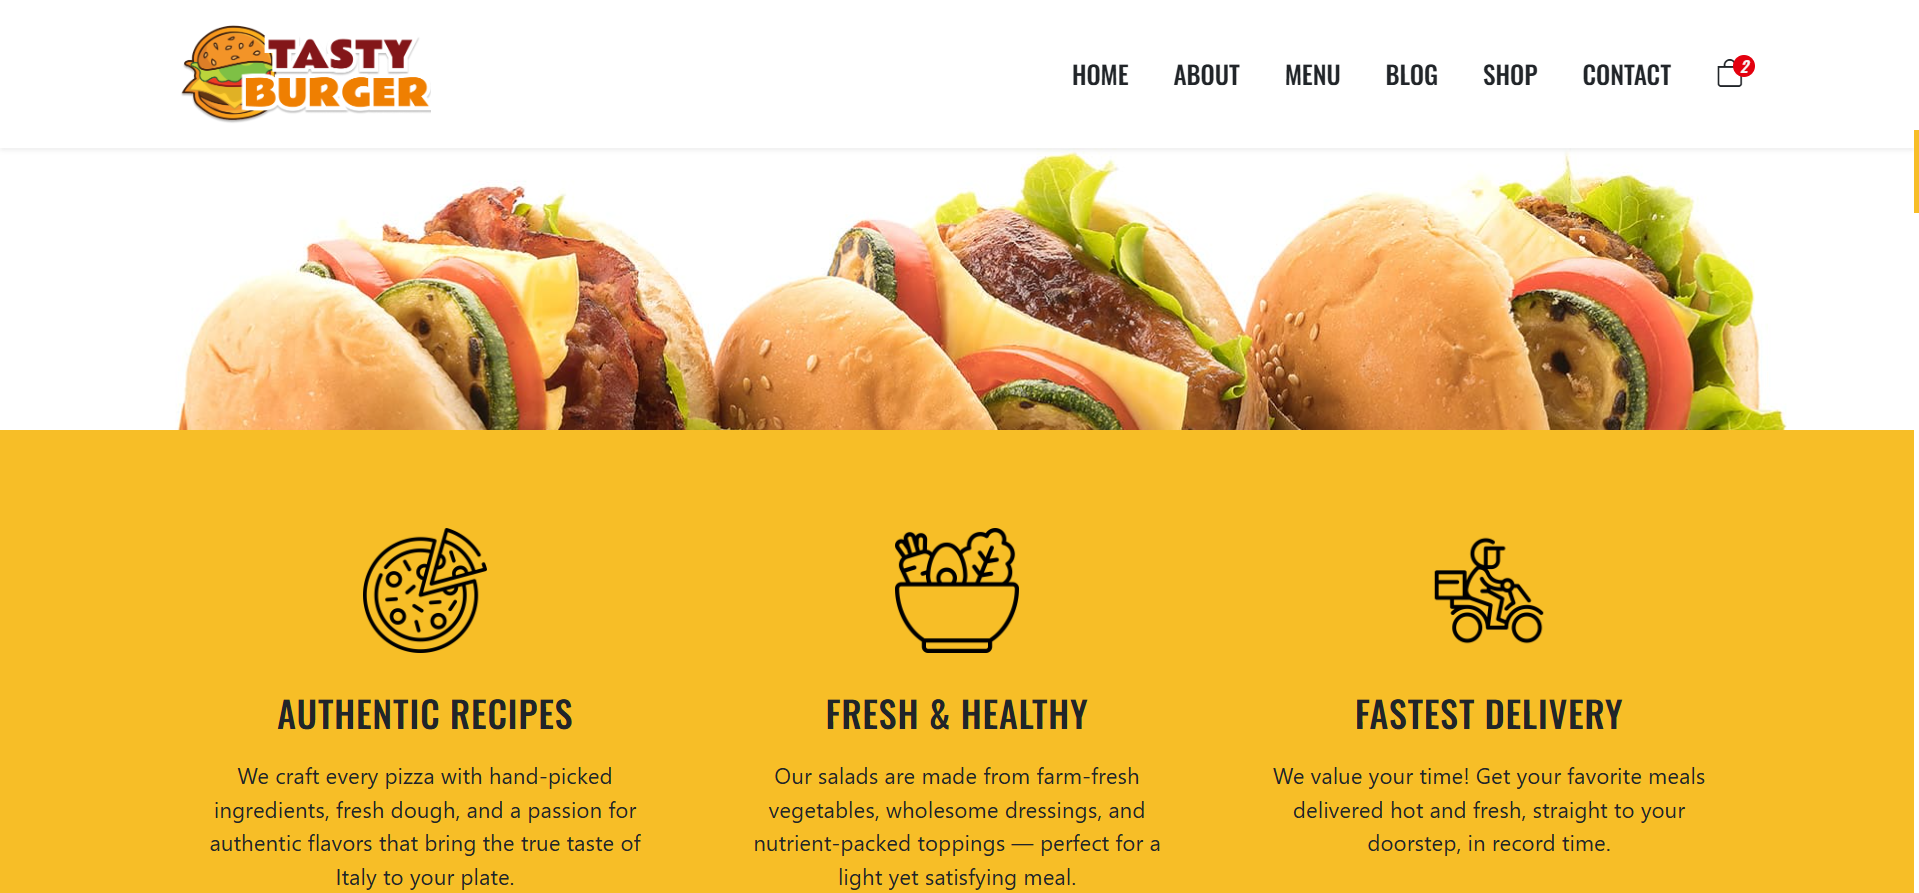 TASTY
BURGER
HOME ABOUT MENU BLOG SHOP CONTACT 2
AUTHENTIC RECIPES
We craft every pizza with hand-picked
ingredients, fresh dough, and a passion for
authentic flavors that bring the true taste of
Italy to your plate.
FRESH & HEALTHY
Our salads are made from farm-fresh
vegetables, wholesome dressings, and
nutrient-packed toppings — perfect for a
light yet satisfying meal.
FASTEST DELIVERY
We value your time! Get your favorite meals
delivered hot and fresh, straight to your
doorstep, in record time.